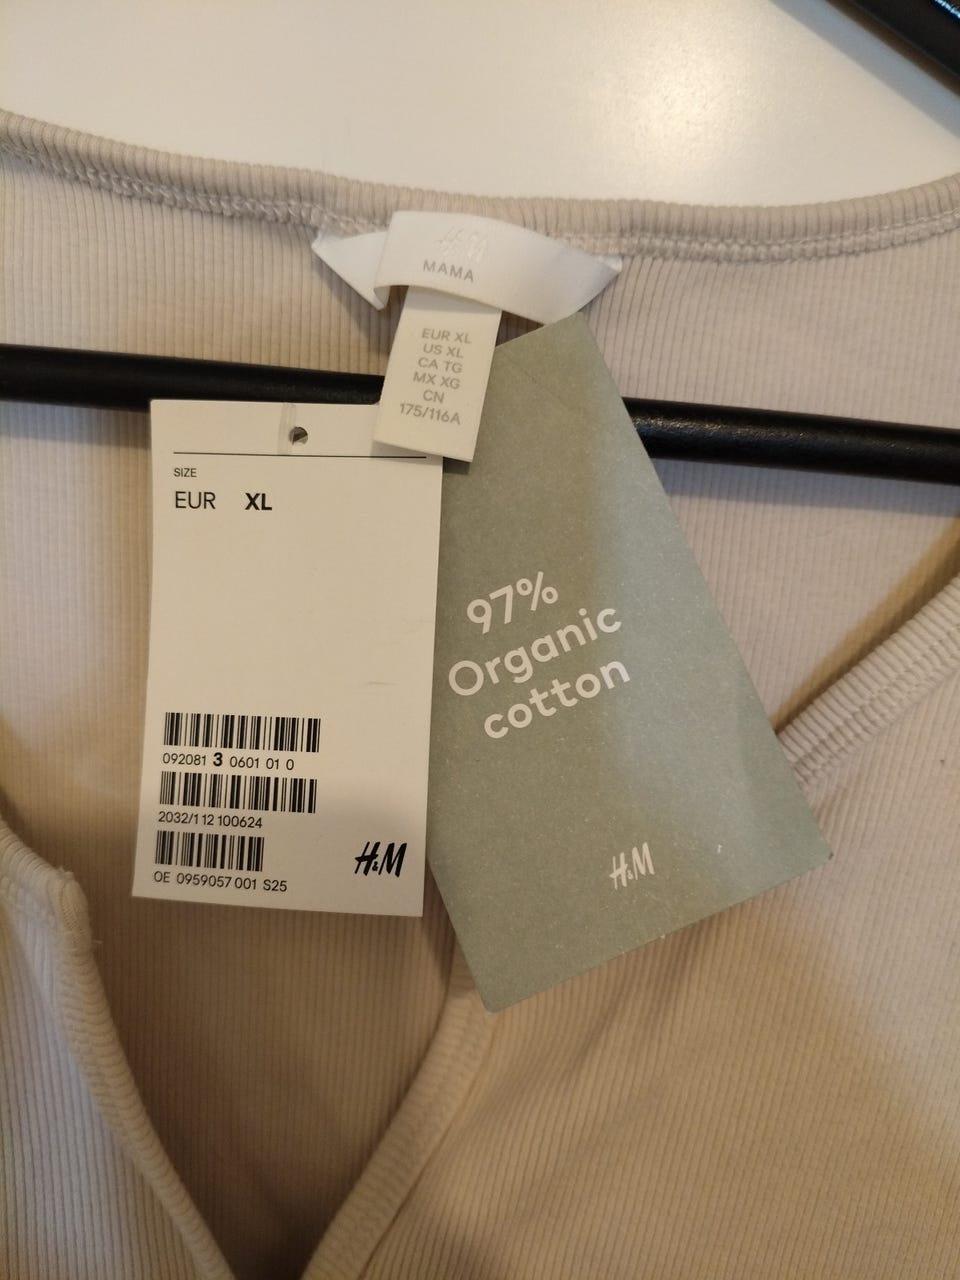 H&M
MAMA
EUR XL
US XL
CA TG
MX XG
CN
175/116A
SIZE
EUR XL
092081 3 0601 01 0
2032/1 12 100624
OE 0959057 001 S25
H&M
97%
Organic
cotton
H&M